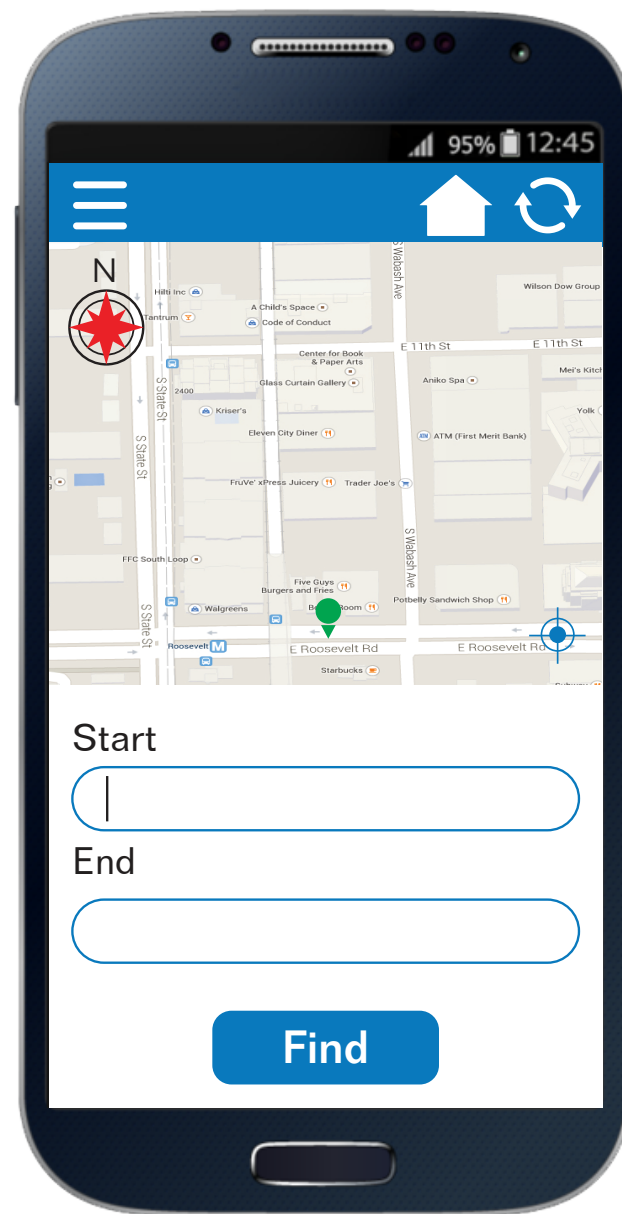 95% 12:45
N
S Wabash Ave
Hilti Inc
Wilson Dow Group
A Child's Space
Tantrum
Code of Conduct
E 11th St
E 11th St
Center for Book
& Paper Arts
Mei's Kitch
S State St
2400
Glass Curtain Gallery
Aniko Spa
Kriser's
Yolk
Eleven City Diner
ATM (First Merit Bank)
S State St
FruVe' xPress Juicery
Trader Joe's
S Wabash Ave
FFC South Loop
Five Guys
Burgers and Fries
Potbelly Sandwich Shop
Walgreens
Room
S State St
Roosevelt M
E Roosevelt Rd
E Roosevelt Rd
Starbucks
Start
End
Find